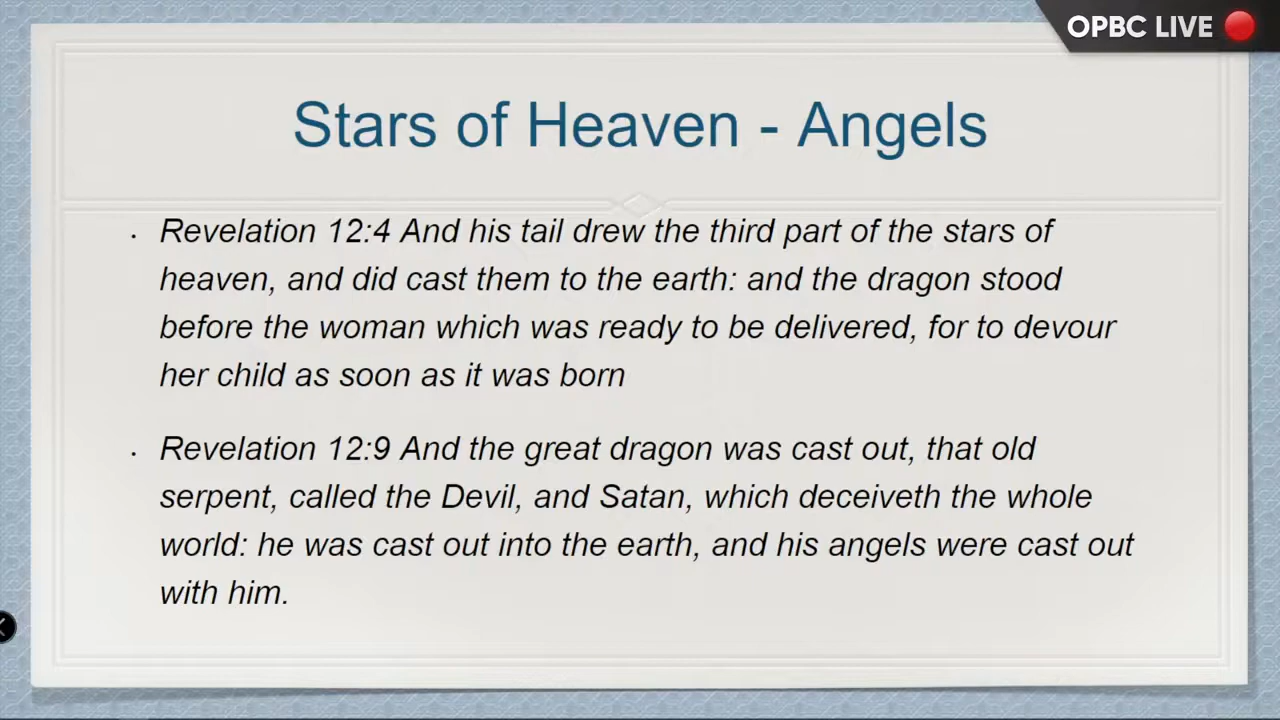 OPBC LIVE
Stars of Heaven - Angels
• Revelation 12:4 And his tail drew the third part of the stars of
heaven, and did cast them to the earth: and the dragon stood
before the woman which was ready to be delivered, for to devour
her child as soon as it was born
• Revelation 12:9 And the great dragon was cast out, that old
serpent, called the Devil, and Satan, which deceiveth the whole
world: he was cast out into the earth, and his angels were cast out
with him.